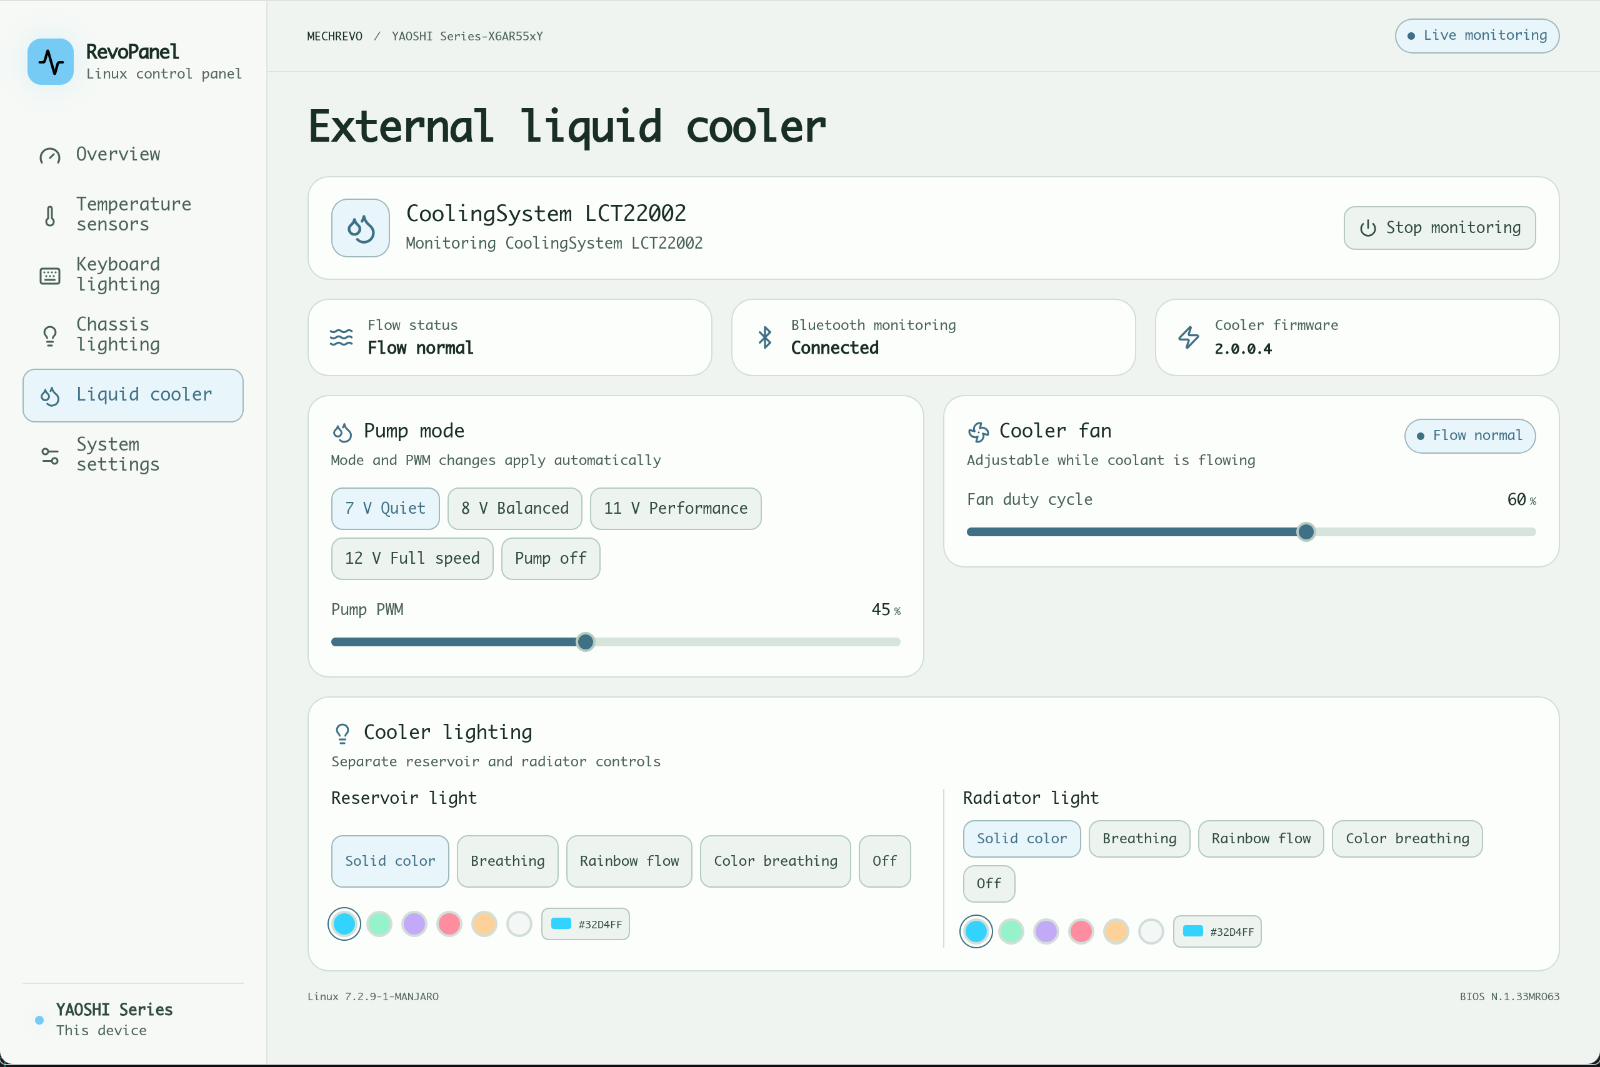 RevoPanel
Linux control panel
Overview
Temperature
sensors
Keyboard
lighting
Chassis
lighting
Liquid cooler
System
settings
YAOSHI Series
This device
MECHREVO / YAOSHI Series-X6AR55xY
Live monitoring
External liquid cooler
CoolingSystem LCT22002
Monitoring CoolingSystem LCT22002
Stop monitoring
Flow status
Flow normal
Bluetooth monitoring
Connected
Cooler firmware
2.0.0.4
Pump mode
Mode and PWM changes apply automatically
7 V Quiet
8 V Balanced
11 V Performance
12 V Full speed
Pump off
Pump PWM
45 %
Cooler fan
Adjustable while coolant is flowing
Flow normal
Fan duty cycle
60 %
Cooler lighting
Separate reservoir and radiator controls
Reservoir light
Solid color
Breathing
Rainbow flow
Color breathing
Off
#32D4FF
Radiator light
Solid color
Breathing
Rainbow flow
Color breathing
Off
#32D4FF
Linux 7.2.9-1-MANJARO
BIOS N.1.33MRO63